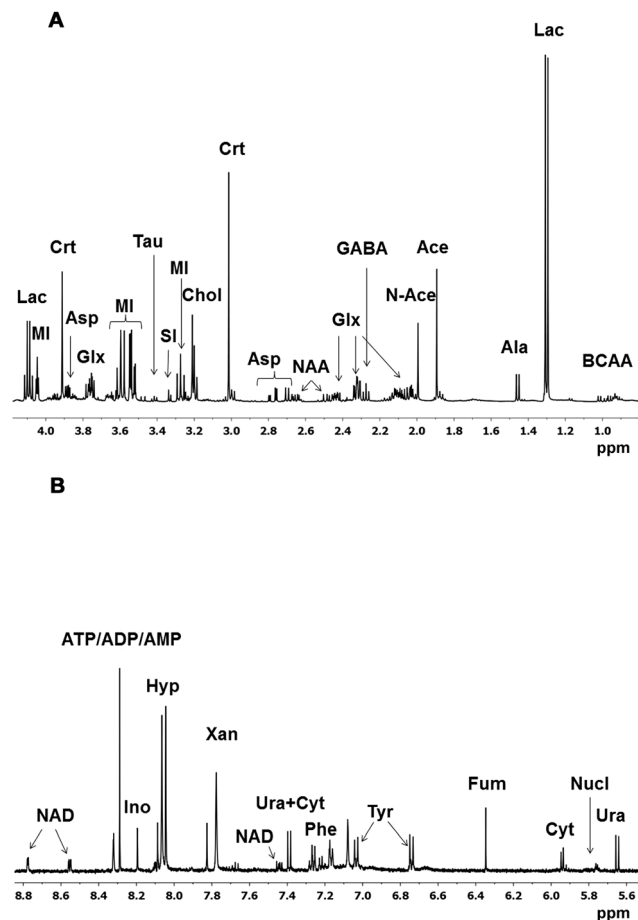 A
Lac
Crt
Tau
GABA
Ace
Crt
MI
N-Ace
Lac
Asp
MI
Chol
Glx
MI
SI
Glx
Asp
NAA
Ala
BCAA
4.0 3.8 3.6 3.4 3.2 3.0 2.8 2.6 2.4 2.2 2.0 1.8 1.6 1.4 1.2 1.0
ppm
B
ATP/ADP/AMP
Hyp
Xan
Ura+Cyt
Fum
Nucl
NAD
Ino
NAD
Phe
Tyr
Cyt
Ura
8.8 8.6 8.4 8.2 8.0 7.8 7.6 7.4 7.2 7.0 6.8 6.6 6.4 6.2 6.0 5.8 5.6
ppm